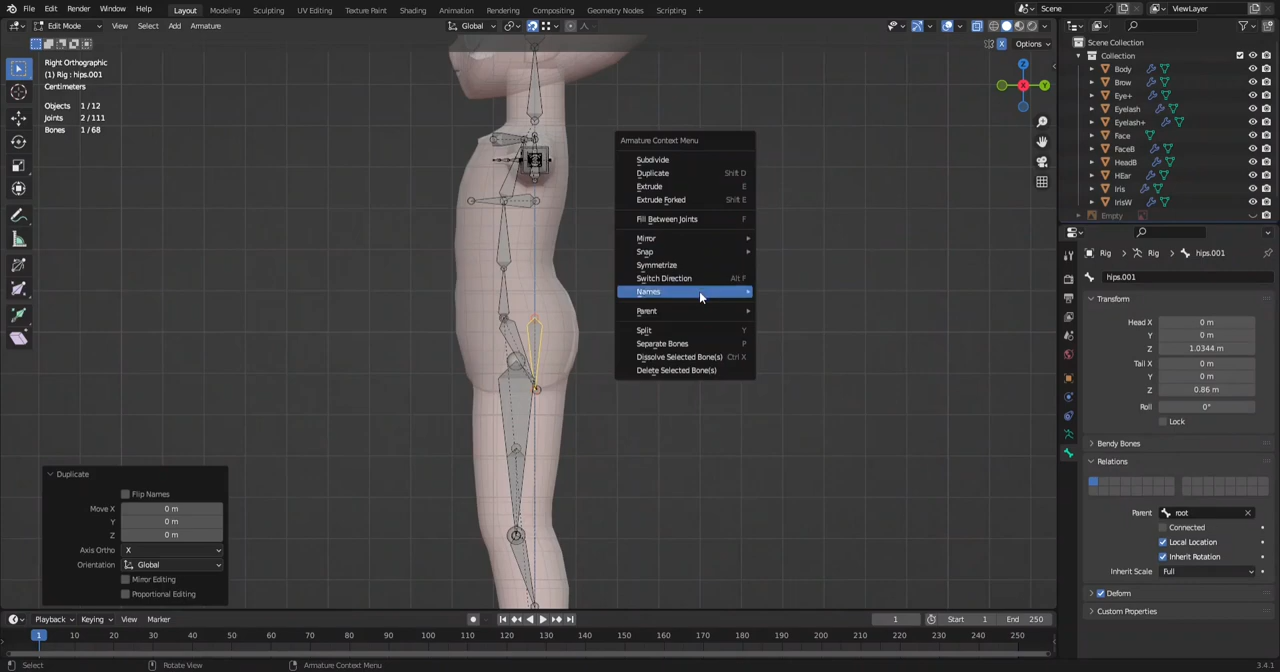 File Edit Render Window Help
Layout Modeling Sculpting UV Editing Texture Paint Shading Animation Rendering Compositing Geometry Nodes Scripting
Scene
ViewLayer
Edit Mode View Select Add Armature
Global
X Options
Right Orthographic
(1) Rig : hips.001
Centimeters
Objects 1/12
Joints 2/111
Bones 1/68
Z
Y
X
Armature Context Menu
Subdivide
Duplicate Shift D
Extrude E
Extrude Forked Shift E
Fill Between Joints F
Mirror
Snap
Symmetrize
Switch Direction Alt F
Names
Parent
Split Y
Separate Bones P
Dissolve Selected Bone(s) Ctrl X
Delete Selected Bone(s)
Duplicate
Flip Names
Move X 0 m
Y 0 m
Z 0 m
Axis Ortho X
Orientation Global
Mirror Editing
Proportional Editing
Scene Collection
Collection
Body
Brow
Eye+
Eyelash
Eyelash+
Face
FaceB
HeadB
HEar
Iris
IrisW
Empty
Rig Rig hips.001
hips.001
Transform
Head X 0 m
Y 0 m
Z 1.0344 m
Tail X 0 m
Y 0 m
Z 0.86 m
Roll 0°
Lock
Bendy Bones
Relations
Parent root
Connected
Local Location
Inherit Rotation
Inherit Scale Full
Deform
Custom Properties
Playback Keying View Marker
1 Start 1 End 250
1 10 20 30 40 50 60 70 80 90 100 110 120 130 140 150 160 170 180 190 200 210 220 230 240 250
Select Rotate View Armature Context Menu 3.4.1